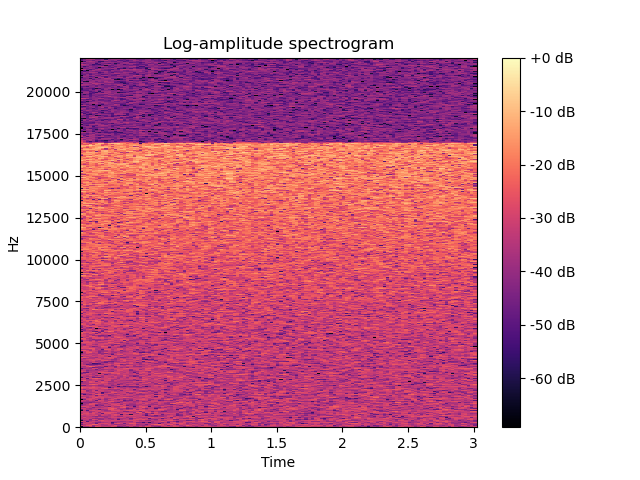 Log-amplitude spectrogram
Hz
20000
17500
15000
12500
10000
7500
5000
2500
0
0 0.5 1 1.5 2 2.5 3
Time
+0 dB
-10 dB
-20 dB
-30 dB
-40 dB
-50 dB
-60 dB